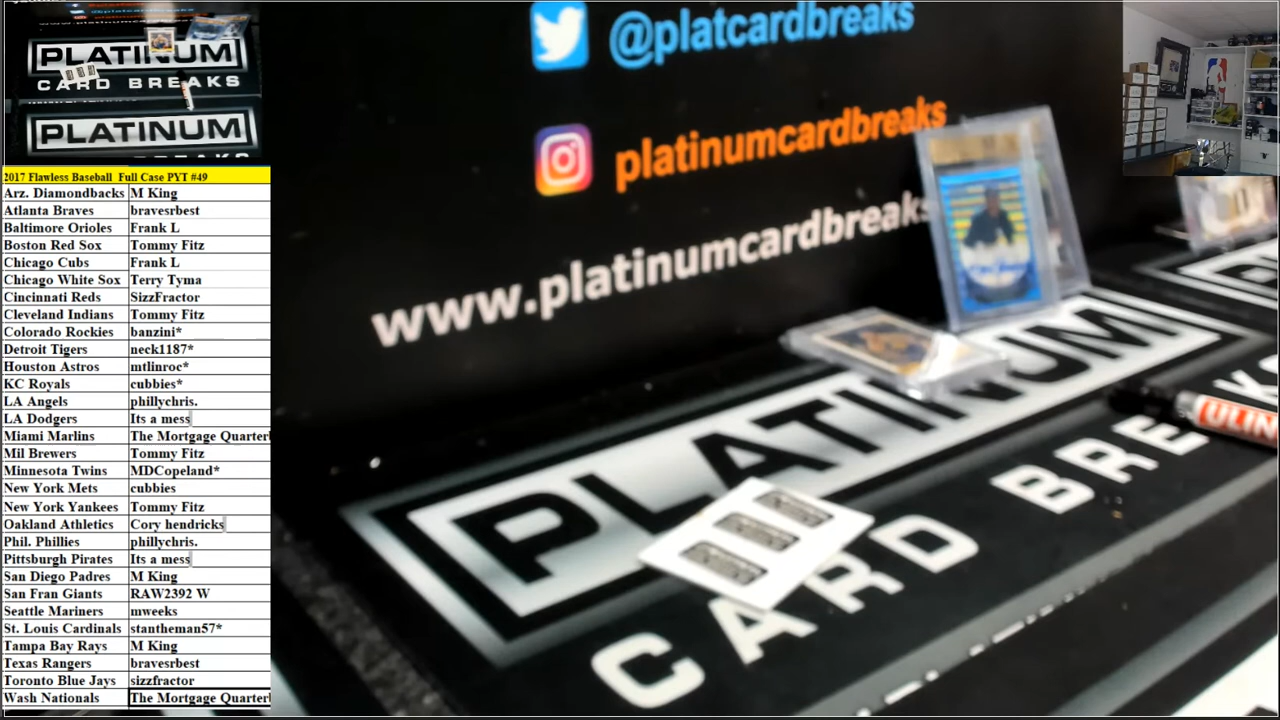 PLATINUM
CARD BREAKS
PLATINUM
2017 Flawless Baseball Full Case PYT #49
Arz. Diamondbacks M King
Atlanta Braves bravesrbest
Baltimore Orioles Frank L
Boston Red Sox Tommy Fitz
Chicago Cubs Frank L
Chicago White Sox Terry Tyma
Cincinnati Reds SizzFractor
Cleveland Indians Tommy Fitz
Colorado Rockies banzini*
Detroit Tigers neck1187*
Houston Astros mtlinroc*
KC Royals cubbies*
LA Angels phillychris.
LA Dodgers Its a mess
Miami Marlins The Mortgage Quarter
Mil Brewers Tommy Fitz
Minnesota Twins MDCopeland*
New York Mets cubbies
New York Yankees Tommy Fitz
Oakland Athletics Cory hendricks
Phil. Phillies phillychris.
Pittsburgh Pirates Its a mess
San Diego Padres M King
San Fran Giants RAW2392 W
Seattle Mariners mweeks
St. Louis Cardinals stantheman57*
Tampa Bay Rays M King
Texas Rangers bravesrbest
Toronto Blue Jays sizzfractor
Wash Nationals The Mortgage Quarter
@platcardbreaks
platinumcardbreaks
www.platinumcardbreaks
PLATINUM
CARD BREAKS
ULIN